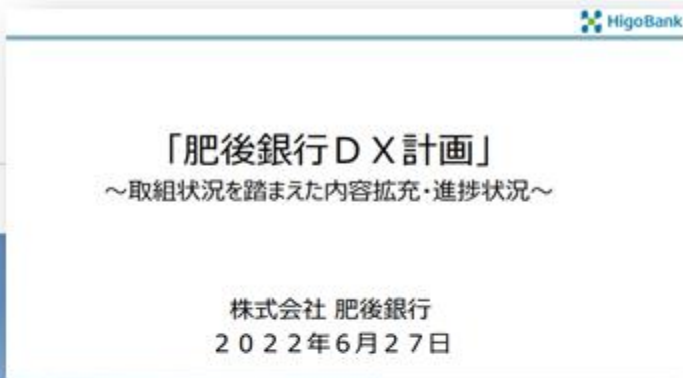 HigoBank
「肥後銀行ＤＸ計画」
～取組状況を踏まえた内容拡充・進捗状況～
株式会社 肥後銀行
２０２２年６月２７日